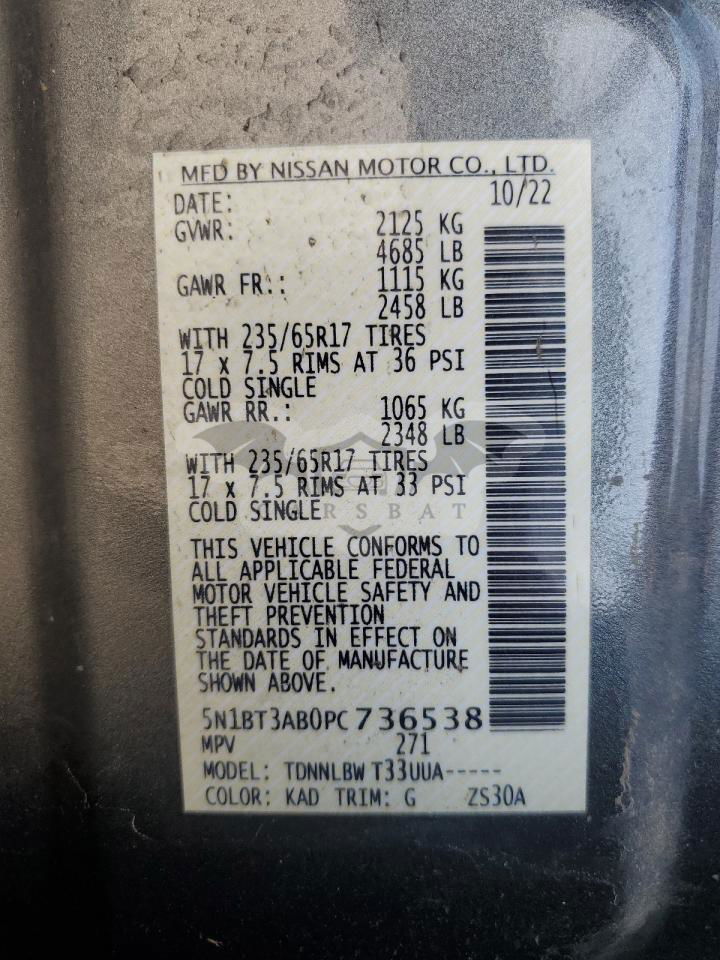 MFD BY NISSAN MOTOR CO., LTD.
DATE: 10/22
GVWR: 2125 KG
4685 LB
GAWR FR.: 1115 KG
2458 LB
WITH 235/65R17 TIRES
17 x 7.5 RIMS AT 36 PSI
COLD SINGLE
GAWR RR.: 1065 KG
2348 LB
WITH 235/65R17 TIRES
17 x 7.5 RIMS AT 33 PSI
COLD SINGLE
RSBAT
THIS VEHICLE CONFORMS TO
ALL APPLICABLE FEDERAL
MOTOR VEHICLE SAFETY AND
THEFT PREVENTION
STANDARDS IN EFFECT ON
THE DATE OF MANUFACTURE
SHOWN ABOVE.
5N1BT3AB0PC736538
MPV 271
MODEL: TDNNLBW T33UUA-----
COLOR: KAD TRIM: G ZS30A